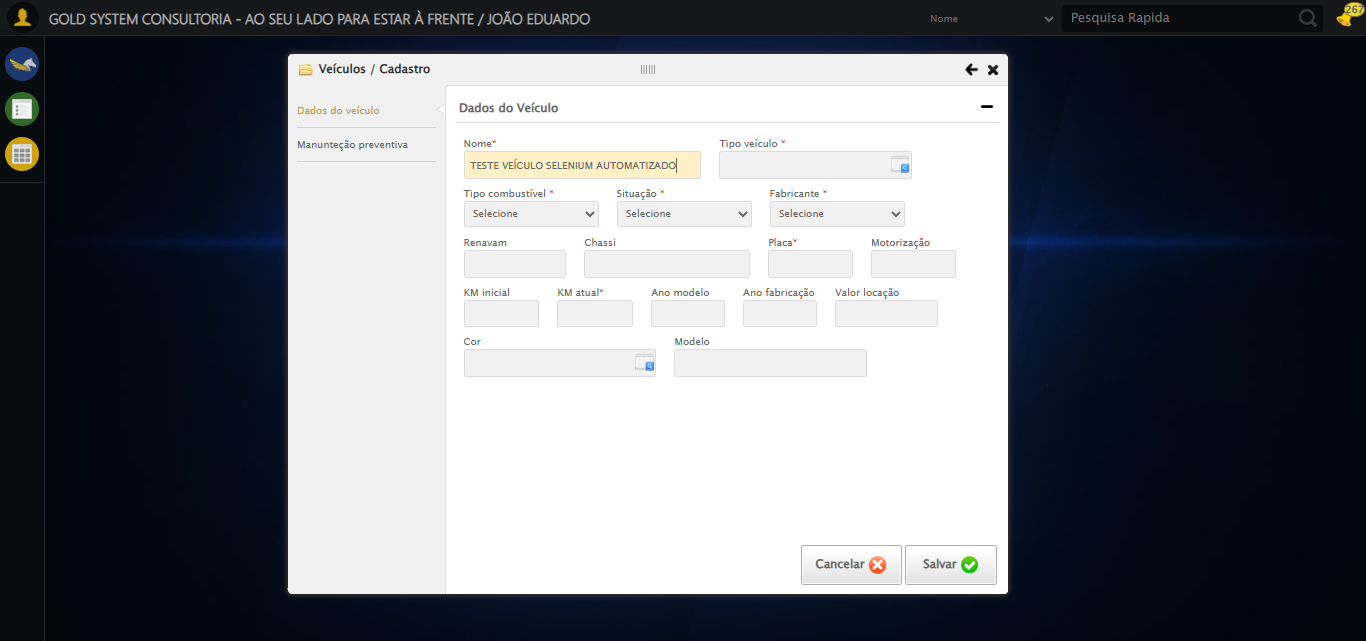 GOLD SYSTEM CONSULTORIA - AO SEU LADO PARA ESTAR À FRENTE / JOÃO EDUARDO
Nome
Pesquisa Rapida
267
Veículos / Cadastro
Dados do veículo
Manunteção preventiva
Dados do Veículo
Nome* Tipo veículo *
TESTE VEÍCULO SELENIUM AUTOMATIZADO
Tipo combustível * Situação * Fabricante *
Selecione Selecione Selecione
Renavam Chassi Placa* Motorização
KM inicial KM atual* Ano modelo Ano fabricação Valor locação
Cor Modelo
Cancelar Salvar